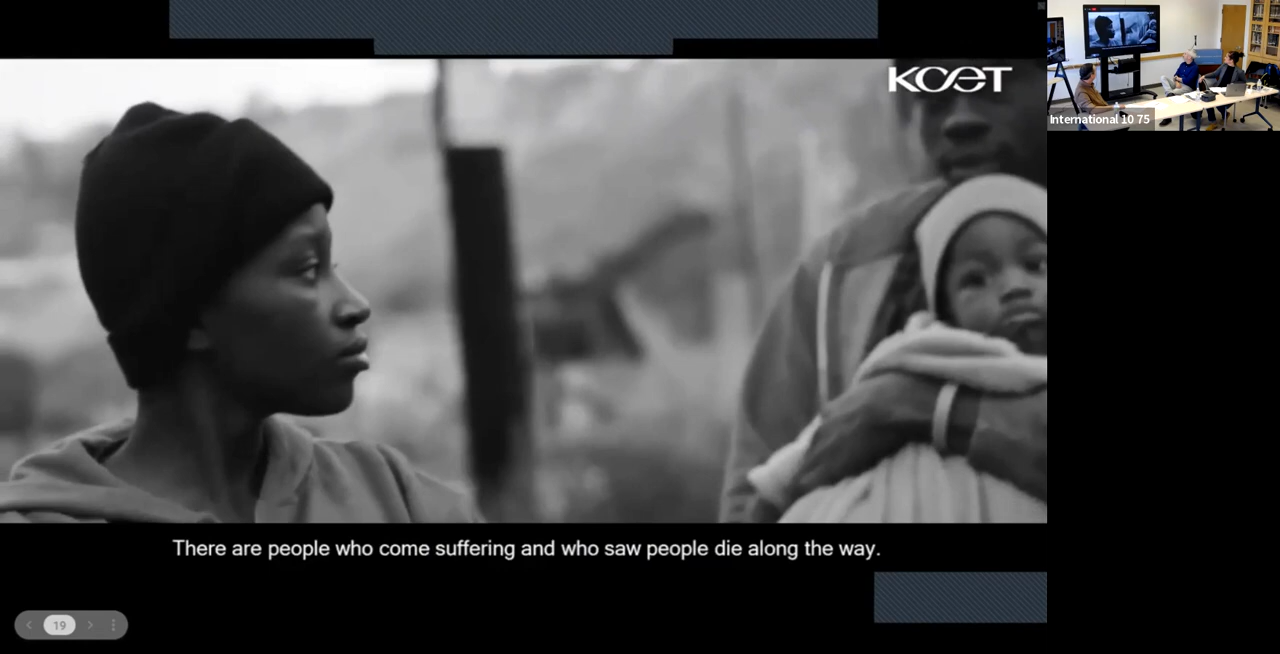 KCET
International 10 75
There are people who come suffering and who saw people die along the way.
19